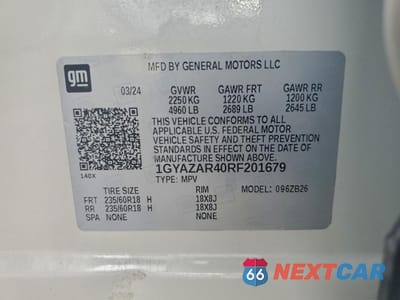 gm
MFD BY GENERAL MOTORS LLC
03/24 GVWR GAWR FRT GAWR RR
2250 KG 1220 KG 1200 KG
4960 LB 2689 LB 2645 LB
THIS VEHICLE CONFORMS TO ALL
APPLICABLE U.S. FEDERAL MOTOR
VEHICLE SAFETY AND THEFT
PREVENTION STANDARDS IN EFFECT ON
THE DATE OF MANUFACTURE SHOWN ABOVE.
140X
1GYAZAR40RF201679
TYPE: MPV
TIRE SIZE RIM MODEL: 096ZB26
FRT 235/60R18 H 18X8J
RR 235/60R18 H 18X8J
SPA NONE NONE
66 NEXTCAR